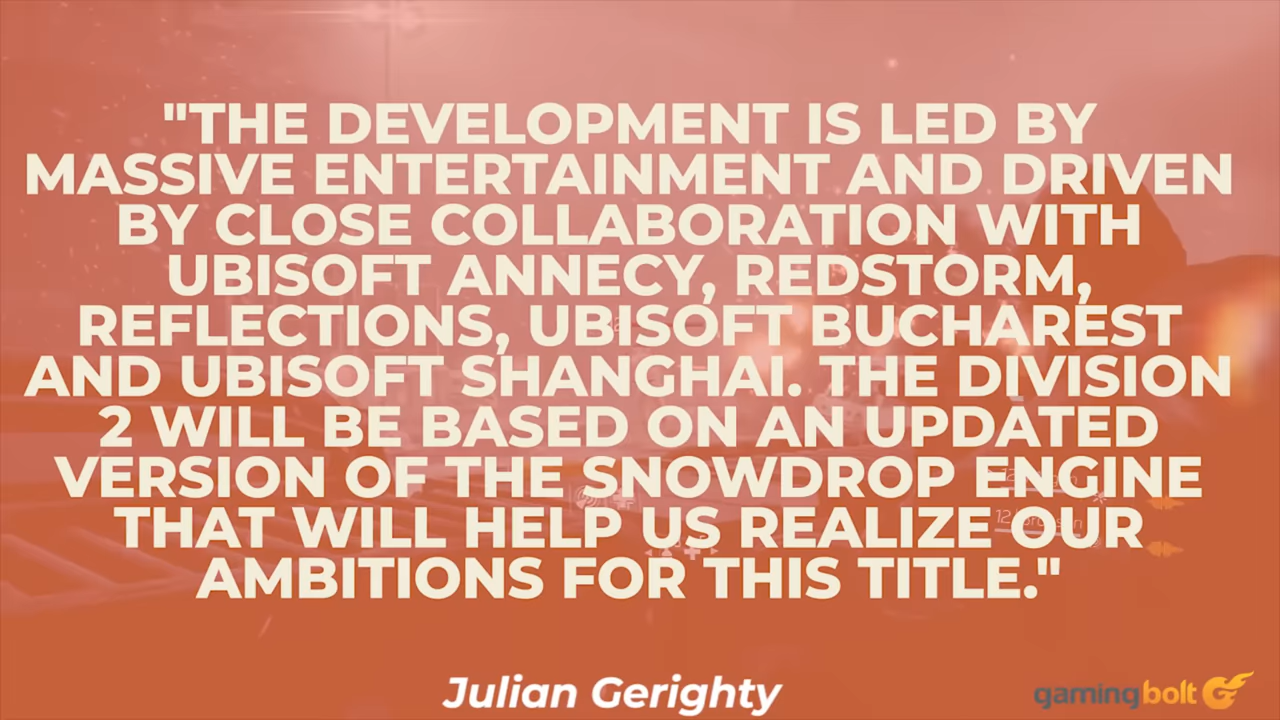 "THE DEVELOPMENT IS LED BY
MASSIVE ENTERTAINMENT AND DRIVEN
BY CLOSE COLLABORATION WITH
UBISOFT ANNECY, REDSTORM,
REFLECTIONS, UBISOFT BUCHAREST
AND UBISOFT SHANGHAI. THE DIVISION
2 WILL BE BASED ON AN UPDATED
VERSION OF THE SNOWDROP ENGINE
THAT WILL HELP US REALIZE OUR
AMBITIONS FOR THIS TITLE."
Julian Gerighty
gamingbolt